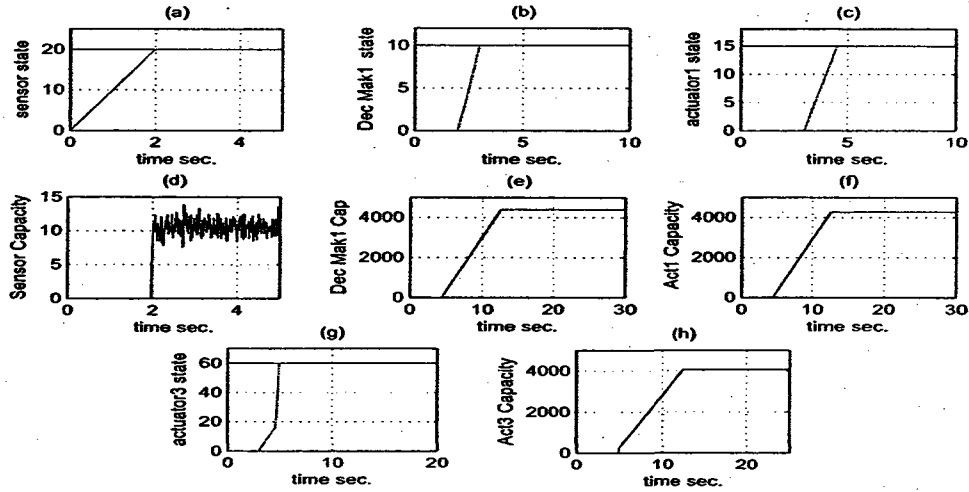 (a)
sensor state
20
10
0
0
2
4
time sec.
(b)
Dec Mak1 state
10
5
0
0
5
10
time sec.
(c)
actuator1 state
15
10
5
0
0
5
10
time sec.
(d)
Sensor Capacity
15
10
5
0
0
2
4
time sec.
(e)
Dec Mak1 Cap
4000
2000
0
0
10
20
30
time sec.
(f)
Act1 Capacity
4000
2000
0
0
10
20
30
time sec.
(g)
actuator3 state
60
40
20
0
0
10
20
time sec.
(h)
Act3 Capacity
4000
2000
0
0
10
20
time sec.